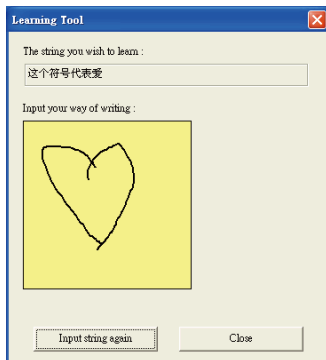 Learning Tool
The string you wish to learn :
这个符号代表爱
Input your way of writing :
Input string again
Close